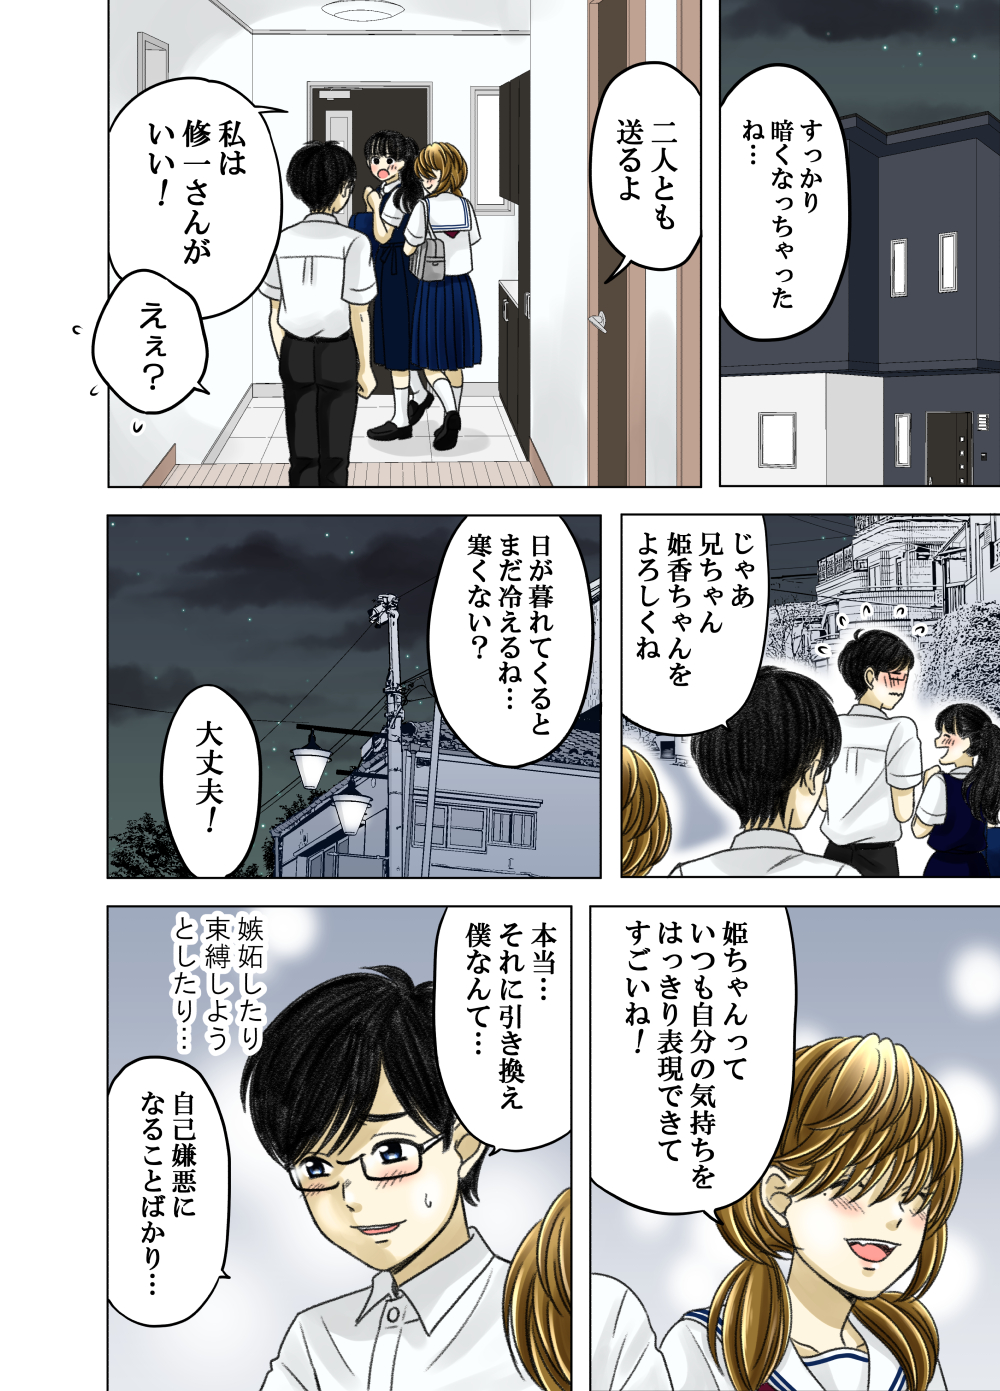 すっかり
暗くなっちゃった
ね…
二人とも
送るよ
私は
修一さんが
いい！
えぇ？
じゃあ
兄ちゃん
姫香ちゃんを
よろしくね
日が暮れてくると
まだ冷えるね…
寒くない？
大丈夫！
姫ちゃんって
いつも自分の気持ちを
はっきり表現できて
すごいね！
本当…
それに引き換え
僕なんて…
嫉妬したり
束縛しよう
としたり…
自己嫌悪に
なることばかり…